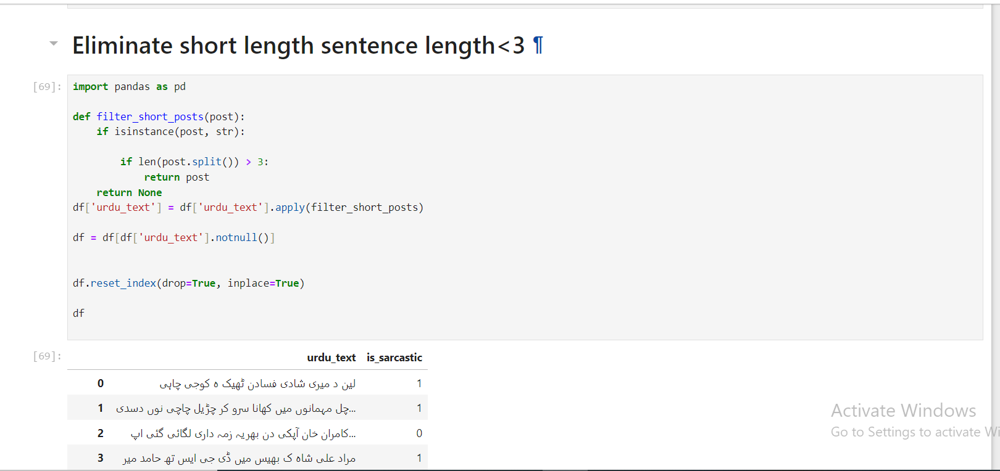 Eliminate short length sentence length<3 ¶
[69]:
import pandas as pd
def filter_short_posts(post):
    if isinstance(post, str):
        if len(post.split()) > 3:
            return post
    return None
df['urdu_text'] = df['urdu_text'].apply(filter_short_posts)
df = df[df['urdu_text'].notnull()]
df.reset_index(drop=True, inplace=True)
df
[69]:
urdu_text is_sarcastic
0 لین د میری شادی فسادن ٹھیک ہ کوجی چاہی 1
1 چل مہمانوں میں کھانا سرو کر چڑیل چاچی نوں دسدی... 1
2 کامران خان آپکی دن بھریہ زمہ داری لگائی گئی اپ... 0
3 مراد علی شاہ ک بھیس میں ڈی جی ایس تھ حامد میر 1
Activate Windows
Go to Settings to activate Wi